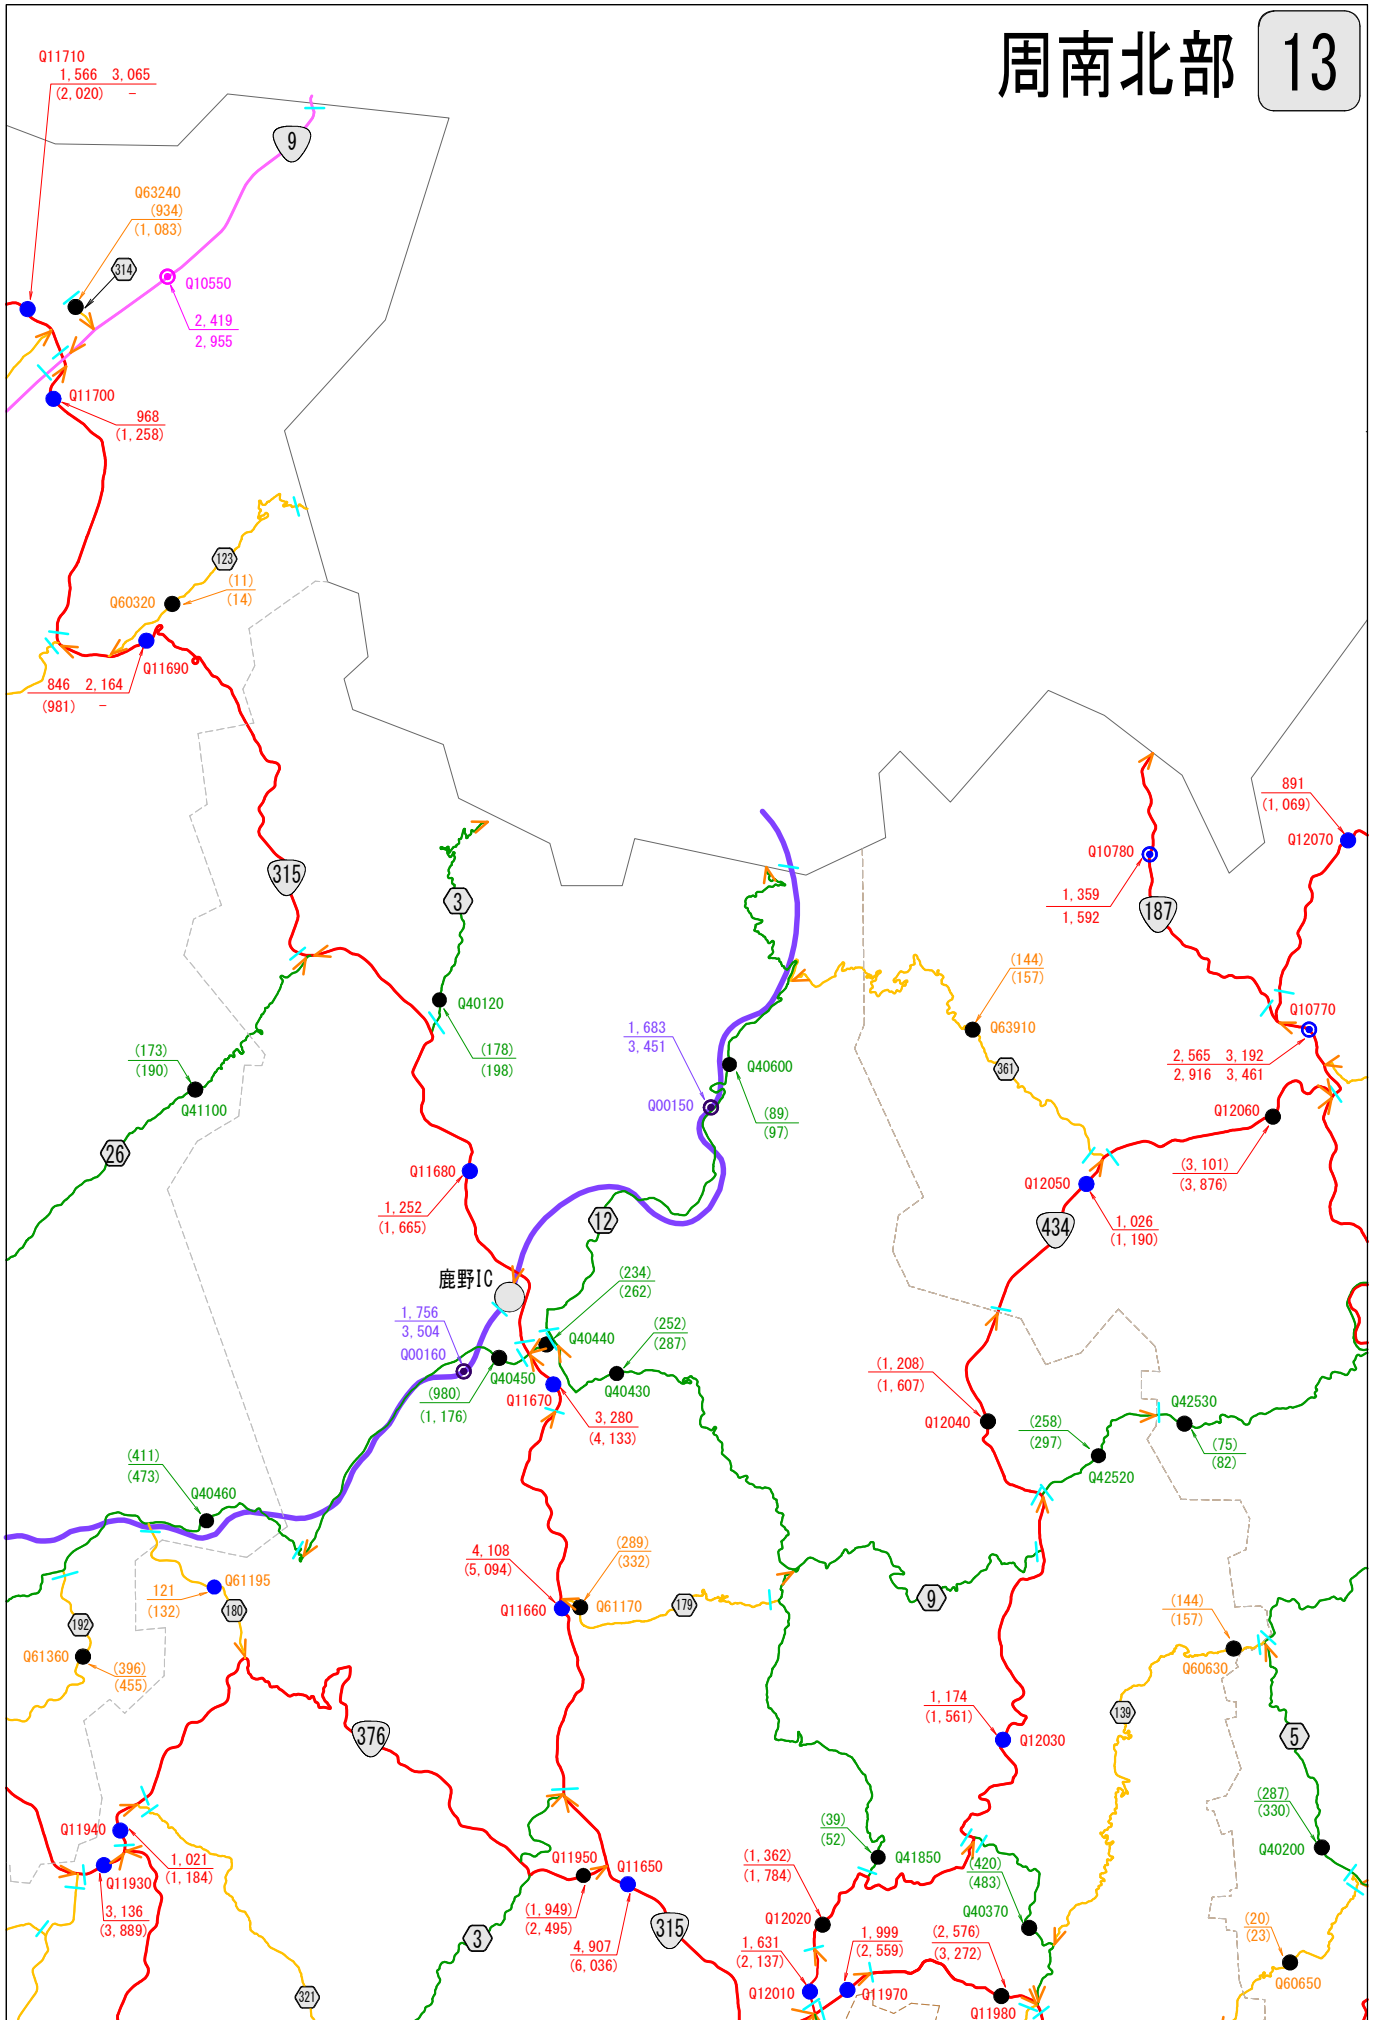 周南北部 13
Q11710
1,566 3,065
(2,020) -
9
Q63240
(934)
(1,083)
314
Q10550
2,419
2,955
Q11700
968
(1,258)
123
(11)
(14)
Q60320
Q11690
846 2,164
(981) -
891
(1,069)
Q12070
Q10780
1,359
1,592
187
315
3
(144)
(157)
Q63910
Q40120
(178)
(198)
Q10770
2,565 3,192
2,916 3,461
1,683
3,451
Q00150
Q40600
(89)
(97)
(173)
(190)
Q41100
361
Q12060
(3,101)
(3,876)
26
Q11680
1,252
(1,665)
Q12050
1,026
(1,190)
12
434
鹿野IC
(234)
(262)
Q40440
1,756
3,504
Q00160
(252)
(287)
Q40430
Q40450
(980)
(1,176)
Q11670
3,280
(4,133)
(1,208)
(1,607)
Q12040
Q42530
(75)
(82)
(258)
(297)
Q42520
(411)
(473)
Q40460
4,108
(5,094)
Q11660
(289)
(332)
Q61170
121
(132)
Q61195
192
180
179
9
(144)
(157)
Q60630
Q61360
(396)
(455)
1,174
(1,561)
Q12030
139
5
376
(287)
(330)
Q40200
Q11940
1,021
(1,184)
(39)
(52)
Q41850
Q11930
3,136
(3,889)
Q11950
(1,949)
(2,495)
Q11650
4,907
(6,036)
(1,362)
(1,784)
Q12020
(420)
(483)
Q40370
3
315
1,631
(2,137)
Q12010
1,999
(2,559)
Q11970
(2,576)
(3,272)
Q11980
(20)
(23)
Q60650
321